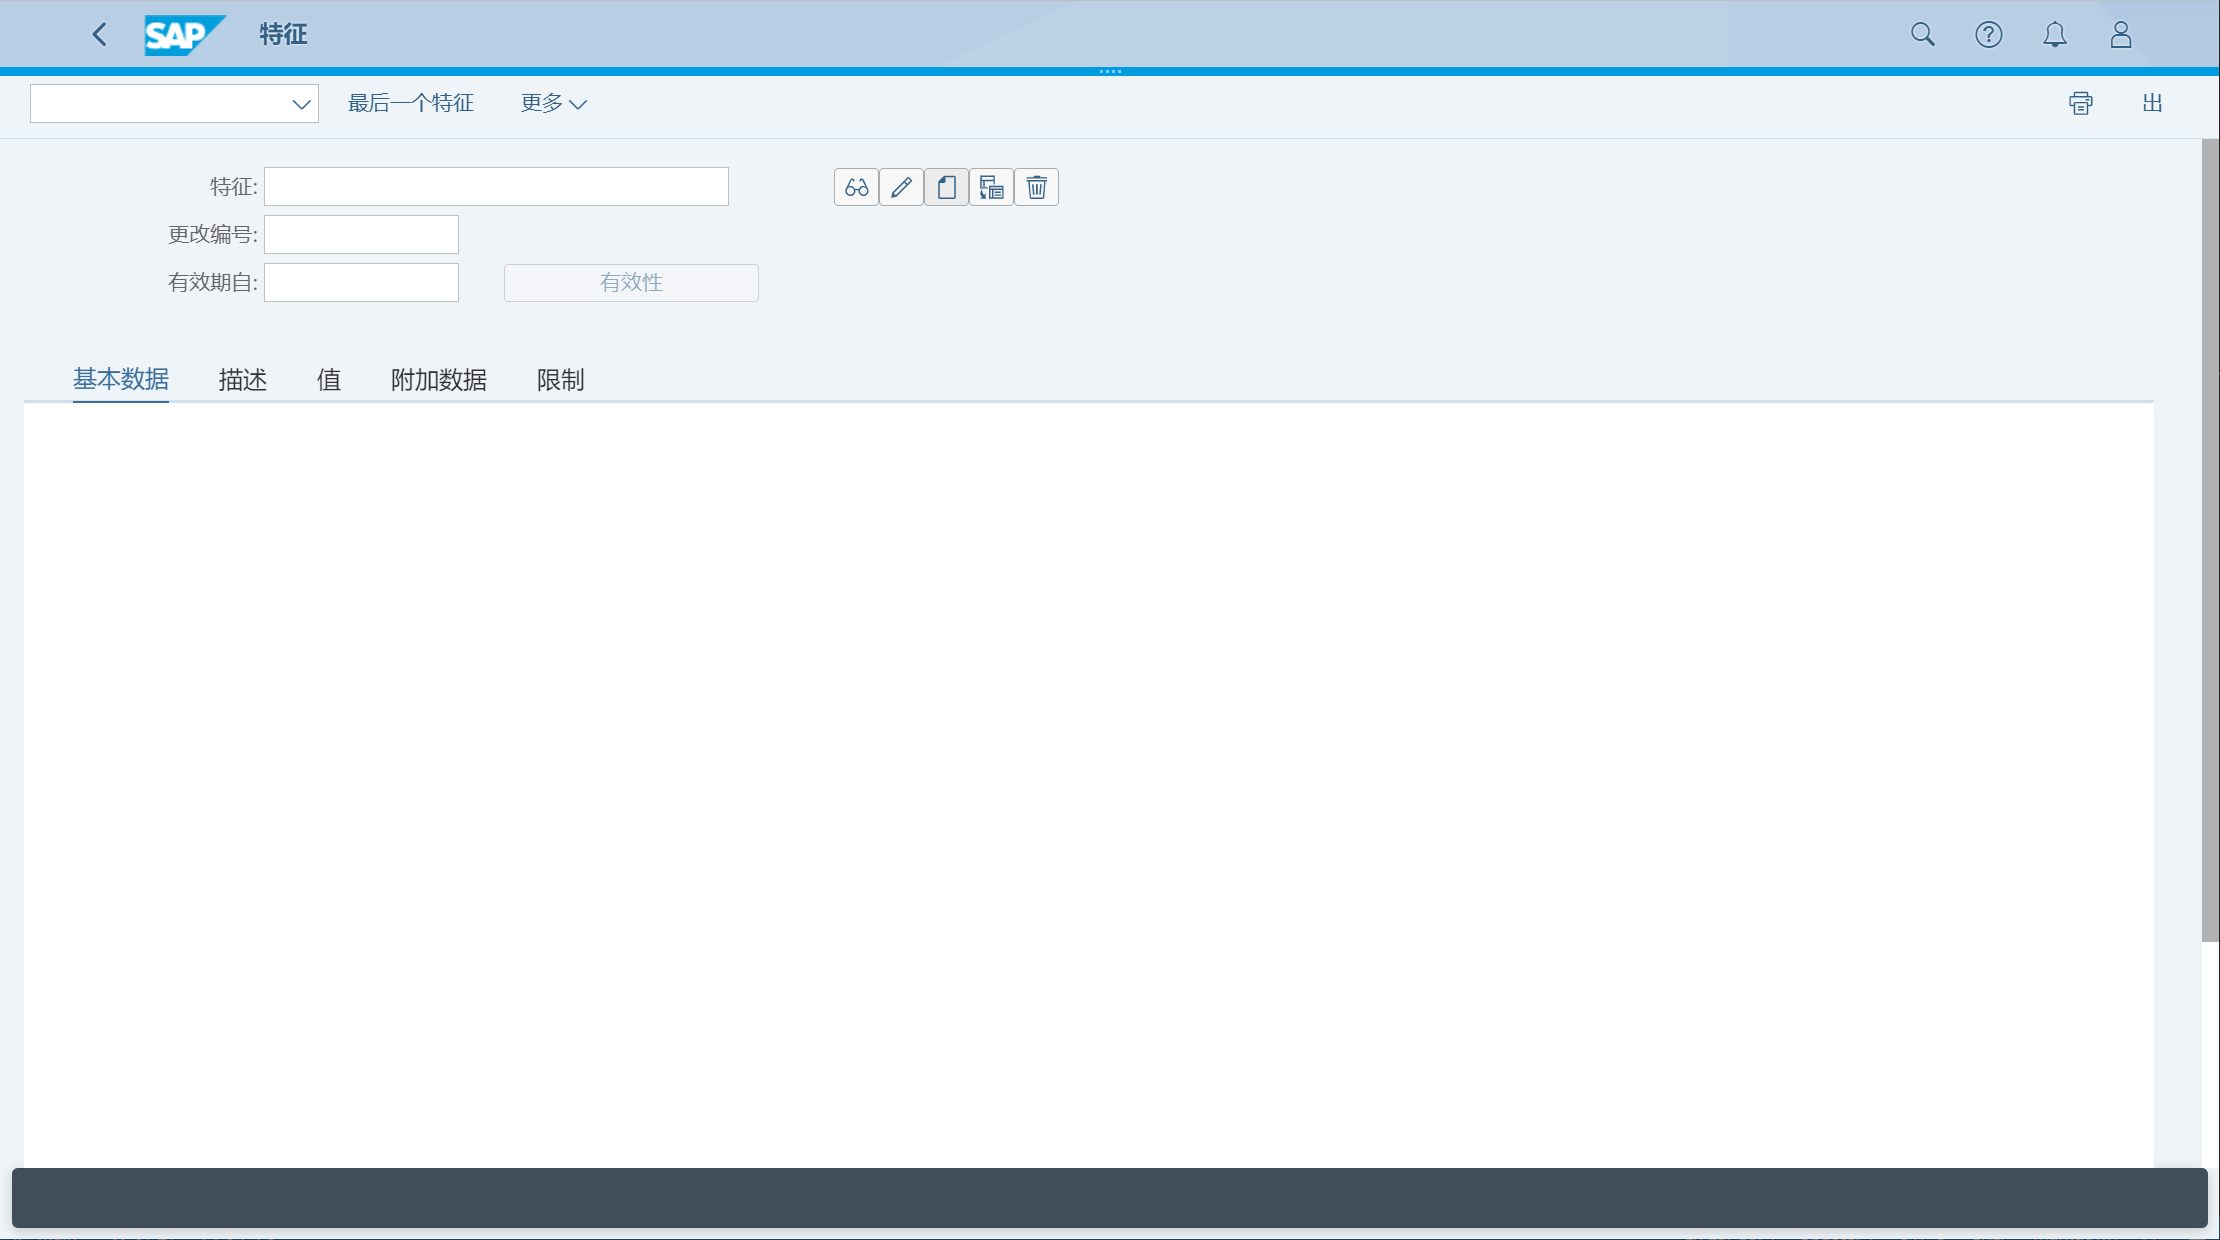 SAP 特征
最后一个特征 更多 出
特征:
更改编号:
有效期自: 有效性
基本数据 描述 值 附加数据 限制